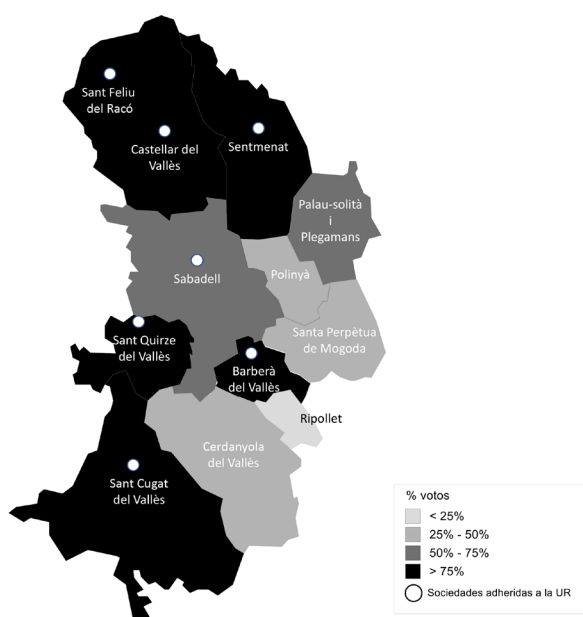 Sant Feliu
del Racó
Castellar del
Vallès
Sentmenat
Palau-solità
i
Plegamans
Sabadell
Polinyà
Sant Quirze
del Vallès
Santa Perpètua
de Mogoda
Barberà
del Vallès
Ripollet
Cerdanyola
del Vallès
Sant Cugat
del Vallès
% votos
< 25%
25% - 50%
50% - 75%
> 75%
Sociedades adheridas a la UR